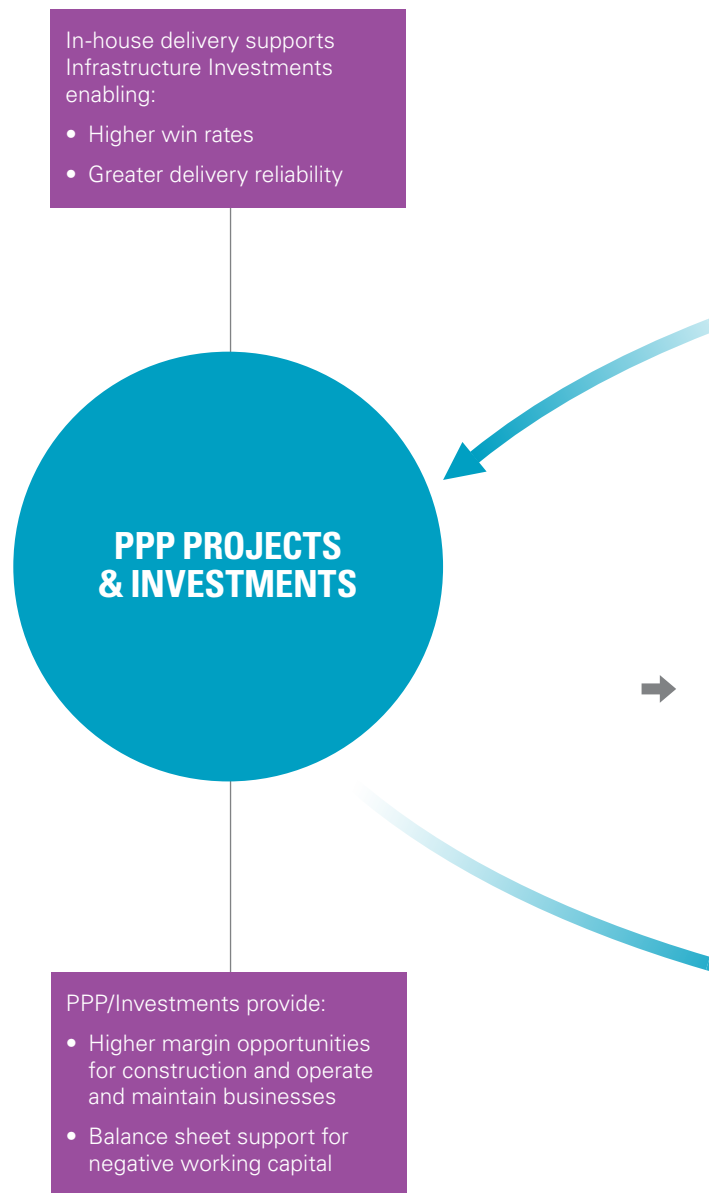 In-house delivery supports
Infrastructure Investments
enabling:
• Higher win rates
• Greater delivery reliability
PPP PROJECTS
& INVESTMENTS
PPP/Investments provide:
• Higher margin opportunities
for construction and operate
and maintain businesses
• Balance sheet support for
negative working capital